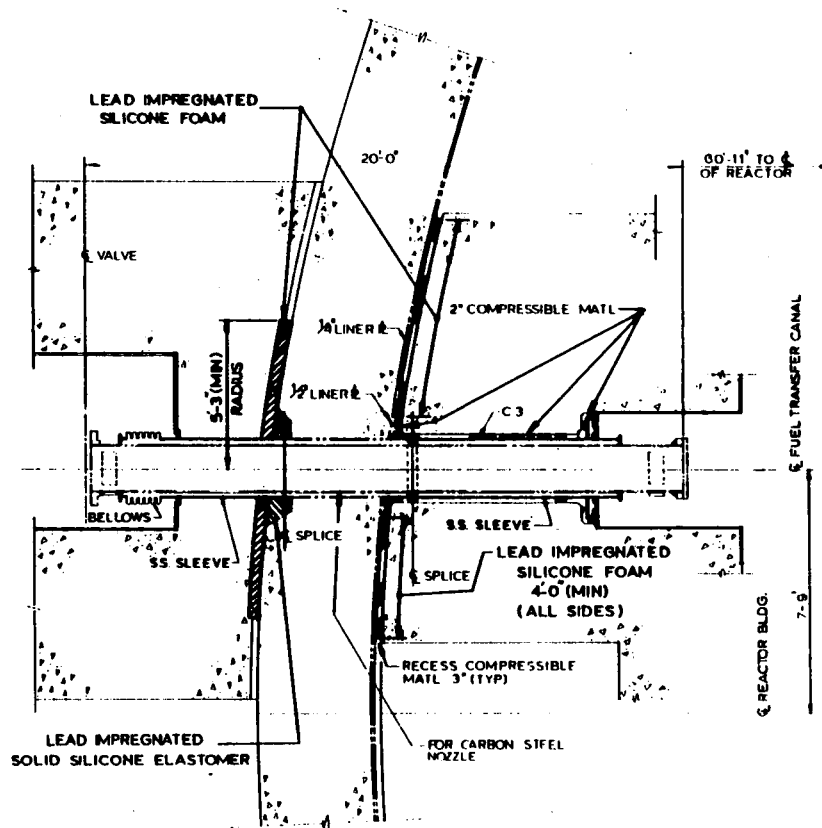 LEAD IMPREGNATED
SILICONE FOAM
20'-0"
60'-11" TO ℄
OF REACTOR
℄ VALVE
5'-3" (MIN)
RADIUS
1/4" LINER ⅊
1/2" LINER ⅊
2" COMPRESSIBLE MATL
C 3
℄ FUEL TRANSFER CANAL
BELLOWS
S.S. SLEEVE
℄ SPLICE
S.S. SLEEVE
℄ SPLICE
LEAD IMPREGNATED
SILICONE FOAM
4'-0" (MIN)
(ALL SIDES)
RECESS COMPRESSIBLE
MATL 3" (TYP)
℄ REACTOR BLDG.
7'-9"
LEAD IMPREGNATED
SOLID SILICONE ELASTOMER
FOR CARBON STEEL
NOZZLE